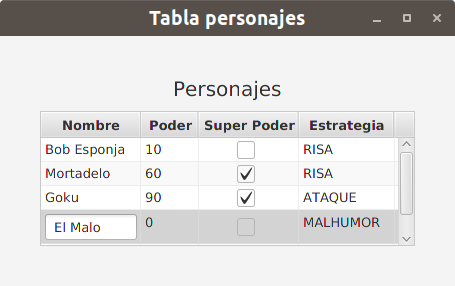 Tabla personajes
Personajes
Nombre Poder Super Poder Estrategia
Bob Esponja 10 RISA
Mortadelo 60 RISA
Goku 90 ATAQUE
El Malo 0 MALHUMOR